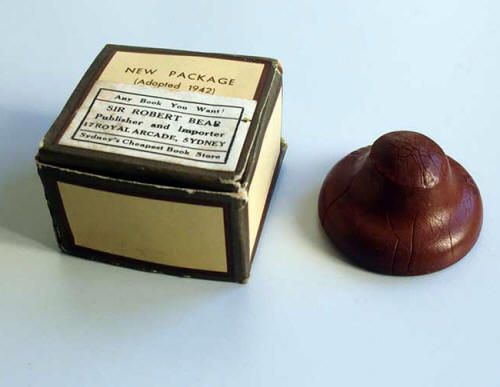 NEW PACKAGE
(Adopted 1942)
Any Book You Want?
SIR ROBERT BEAR
Publisher and Importer
17 ROYAL ARCADE, SYDNEY
Sydney's Cheapest Book Store